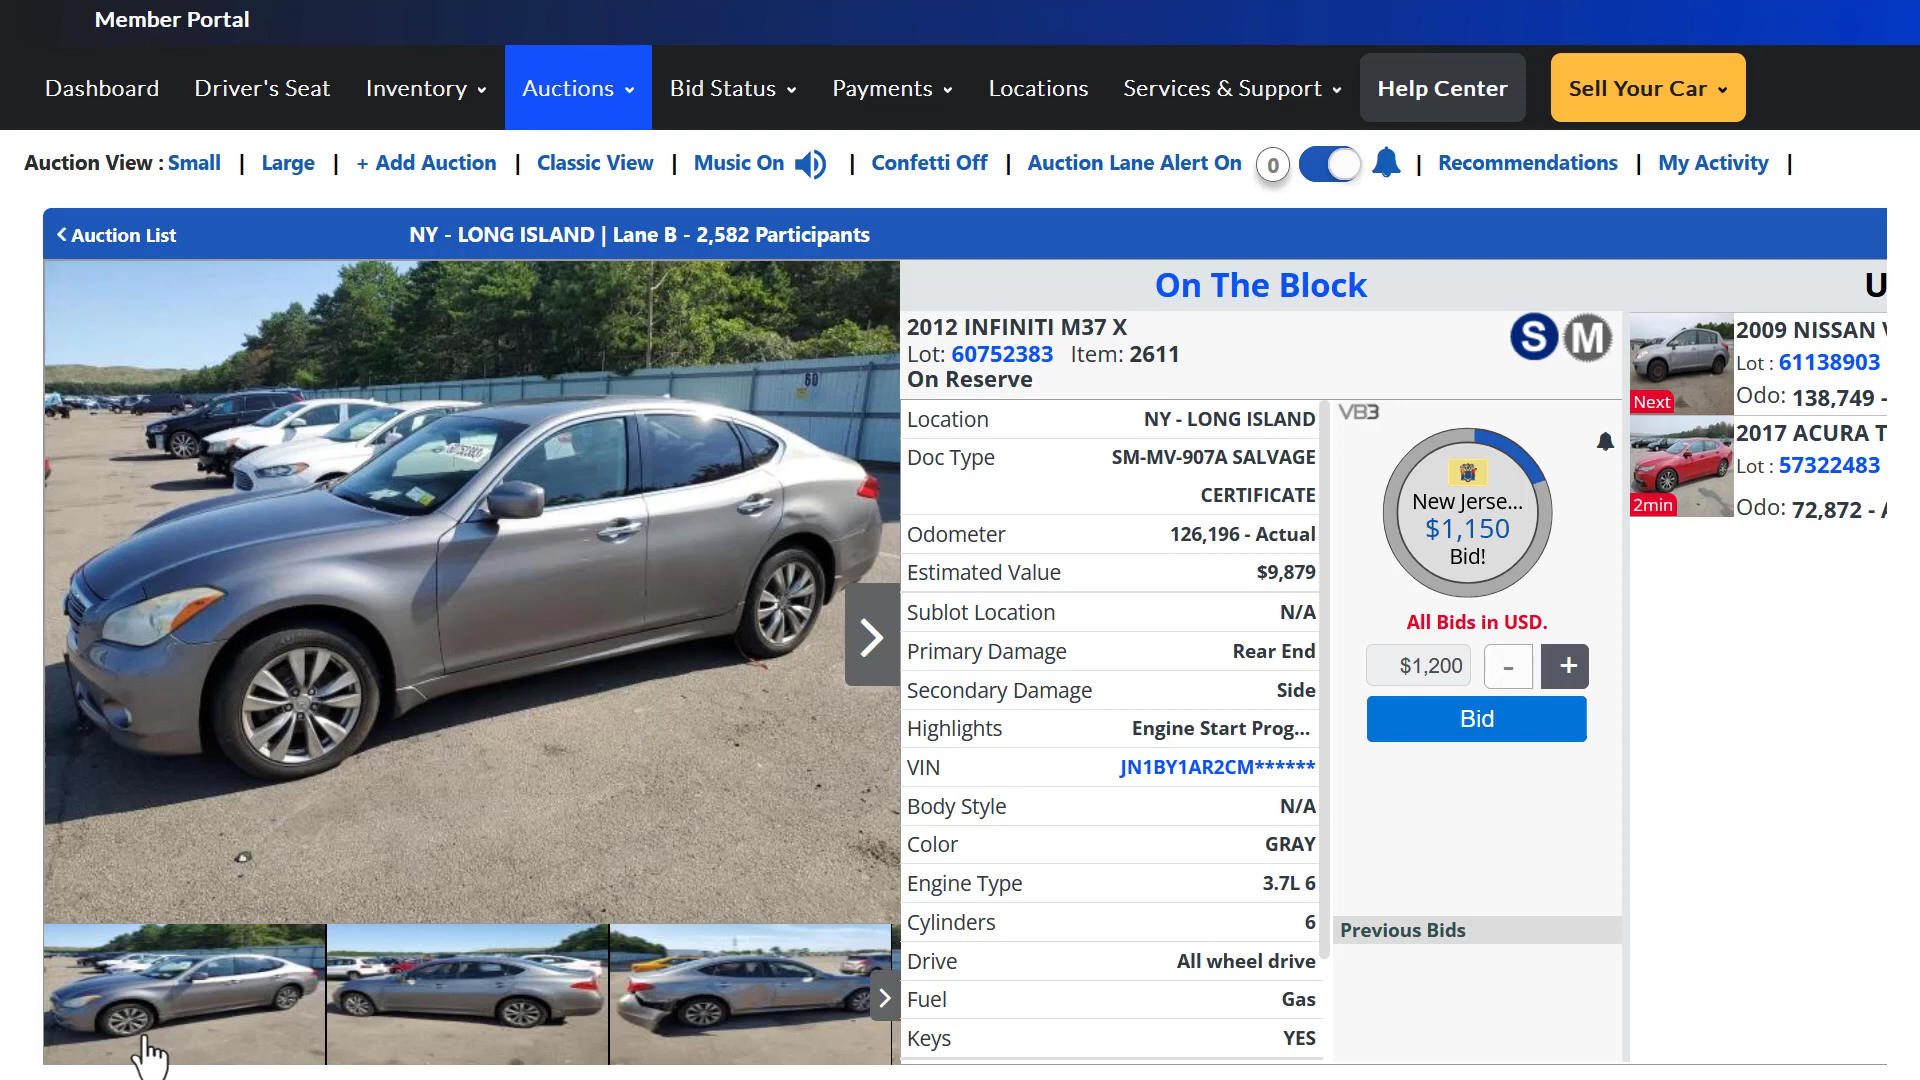 Member Portal
Dashboard Driver's Seat Inventory Auctions Bid Status Payments Locations Services & Support Help Center Sell Your Car
Auction View : Small | Large | + Add Auction | Classic View | Music On | Confetti Off | Auction Lane Alert On 0 | Recommendations | My Activity |
Auction List NY - LONG ISLAND | Lane B - 2,582 Participants
On The Block U
2012 INFINITI M37 X
Lot: 60752383 Item: 2611
On Reserve
S M
Location NY - LONG ISLAND
Doc Type SM-MV-907A SALVAGE
CERTIFICATE
Odometer 126,196 - Actual
Estimated Value $9,879
Sublot Location N/A
Primary Damage Rear End
Secondary Damage Side
Highlights Engine Start Prog...
VIN JN1BY1AR2CM******
Body Style N/A
Color GRAY
Engine Type 3.7L 6
Cylinders 6
Drive All wheel drive
Fuel Gas
Keys YES
VB3
New Jerse...
$1,150
Bid!
All Bids in USD.
$1,200 - +
Bid
Previous Bids
2009 NISSAN V
Lot : 61138903
Odo: 138,749 -
Next
2017 ACURA T
Lot : 57322483
Odo: 72,872 - A
2min
60